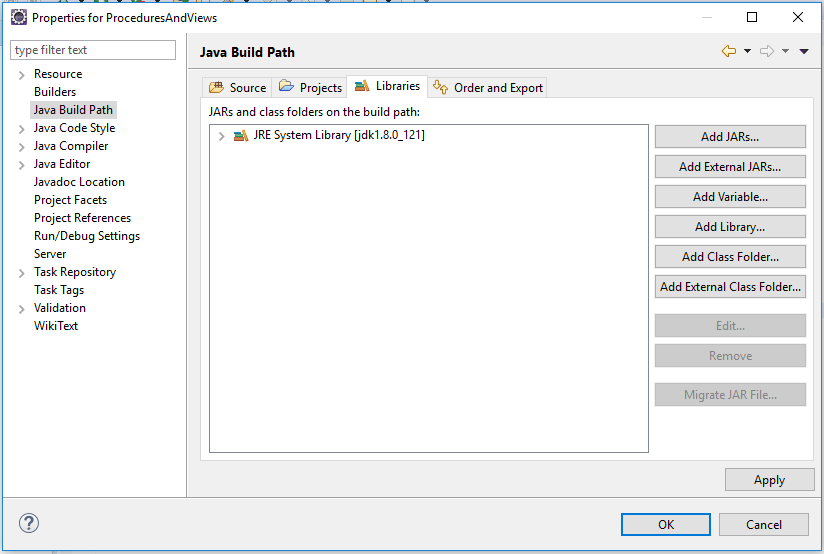 Properties for ProceduresAndViews
type filter text
Resource
Builders
Java Build Path
Java Code Style
Java Compiler
Java Editor
Javadoc Location
Project Facets
Project References
Run/Debug Settings
Server
Task Repository
Task Tags
Validation
WikiText
Java Build Path
Source Projects Libraries Order and Export
JARs and class folders on the build path:
JRE System Library [jdk1.8.0_121]
Add JARs...
Add External JARs...
Add Variable...
Add Library...
Add Class Folder...
Add External Class Folder...
Edit...
Remove
Migrate JAR File...
Apply
OK Cancel